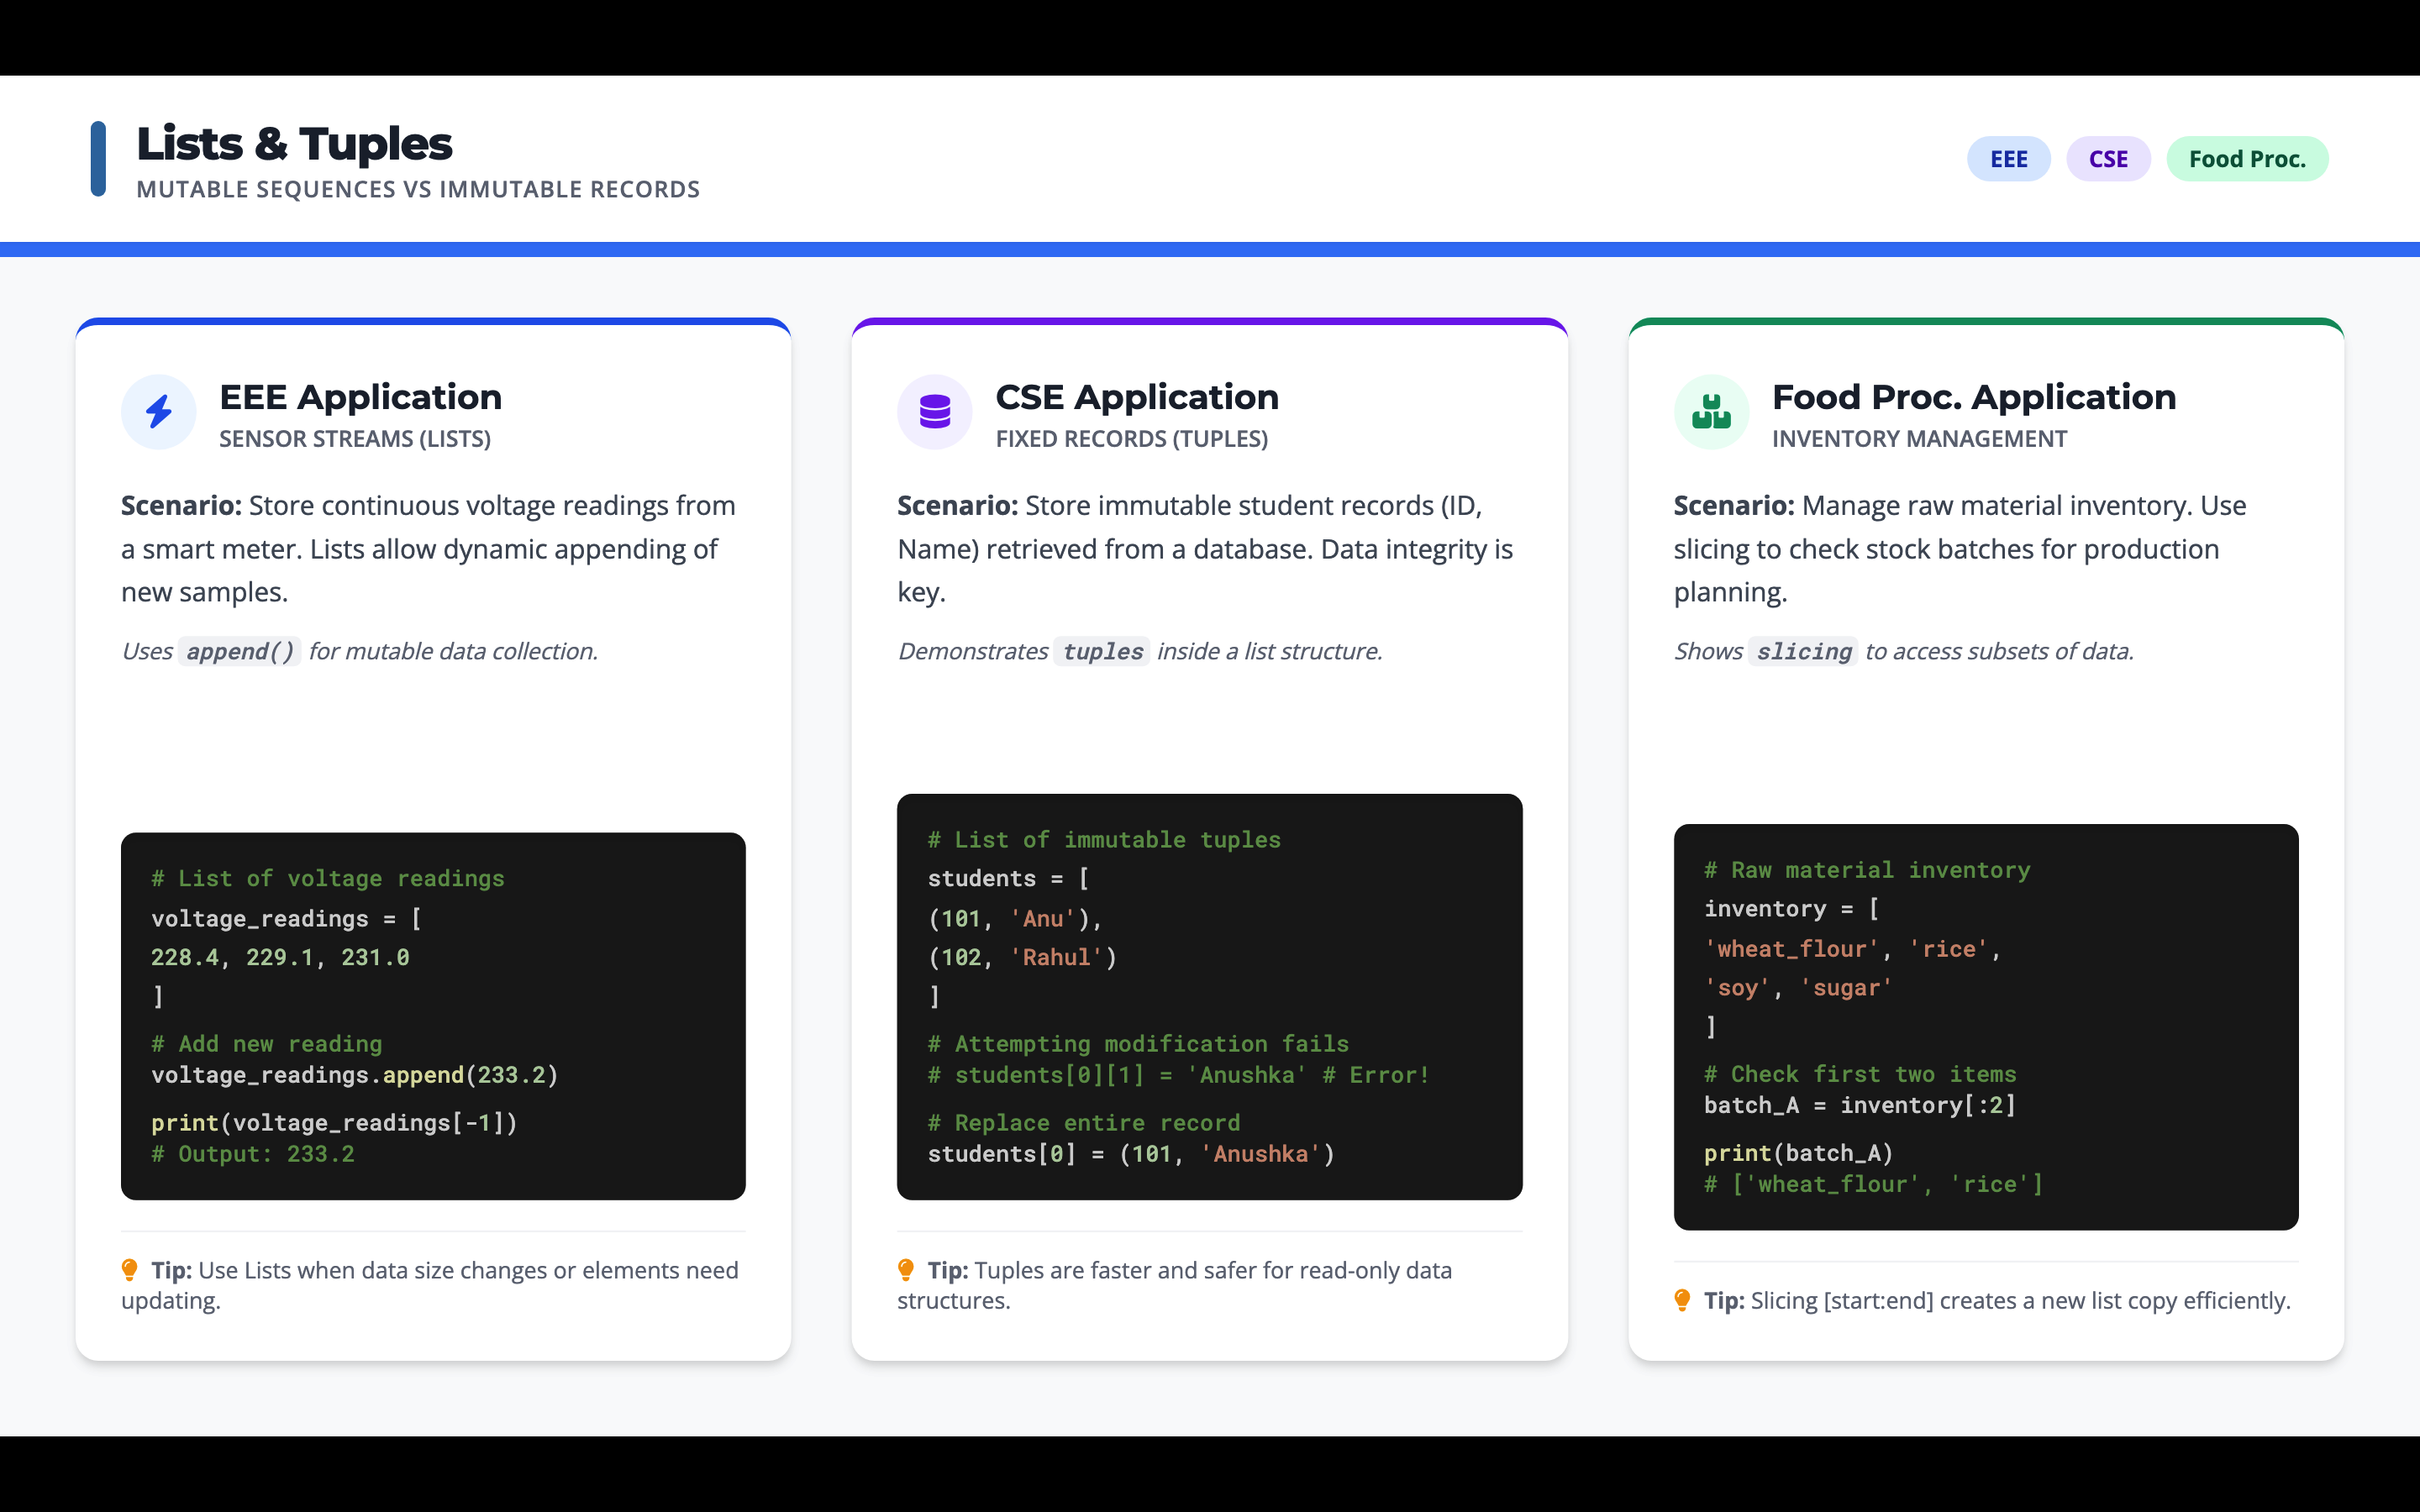 Lists & Tuples
MUTABLE SEQUENCES VS IMMUTABLE RECORDS
EEE
CSE
Food Proc.
EEE Application
SENSOR STREAMS (LISTS)
Scenario: Store continuous voltage readings from
a smart meter. Lists allow dynamic appending of
new samples.
Uses append() for mutable data collection.
# List of voltage readings
voltage_readings = [
228.4, 229.1, 231.0
]
# Add new reading
voltage_readings.append(233.2)
print(voltage_readings[-1])
# Output: 233.2
Tip: Use Lists when data size changes or elements need
updating.
CSE Application
FIXED RECORDS (TUPLES)
Scenario: Store immutable student records (ID,
Name) retrieved from a database. Data integrity is
key.
Demonstrates tuples inside a list structure.
# List of immutable tuples
students = [
(101, 'Anu'),
(102, 'Rahul')
]
# Attempting modification fails
# students[0][1] = 'Anushka' # Error!
# Replace entire record
students[0] = (101, 'Anushka')
Tip: Tuples are faster and safer for read-only data
structures.
Food Proc. Application
INVENTORY MANAGEMENT
Scenario: Manage raw material inventory. Use
slicing to check stock batches for production
planning.
Shows slicing to access subsets of data.
# Raw material inventory
inventory = [
'wheat_flour', 'rice',
'soy', 'sugar'
]
# Check first two items
batch_A = inventory[:2]
print(batch_A)
# ['wheat_flour', 'rice']
Tip: Slicing [start:end] creates a new list copy efficiently.